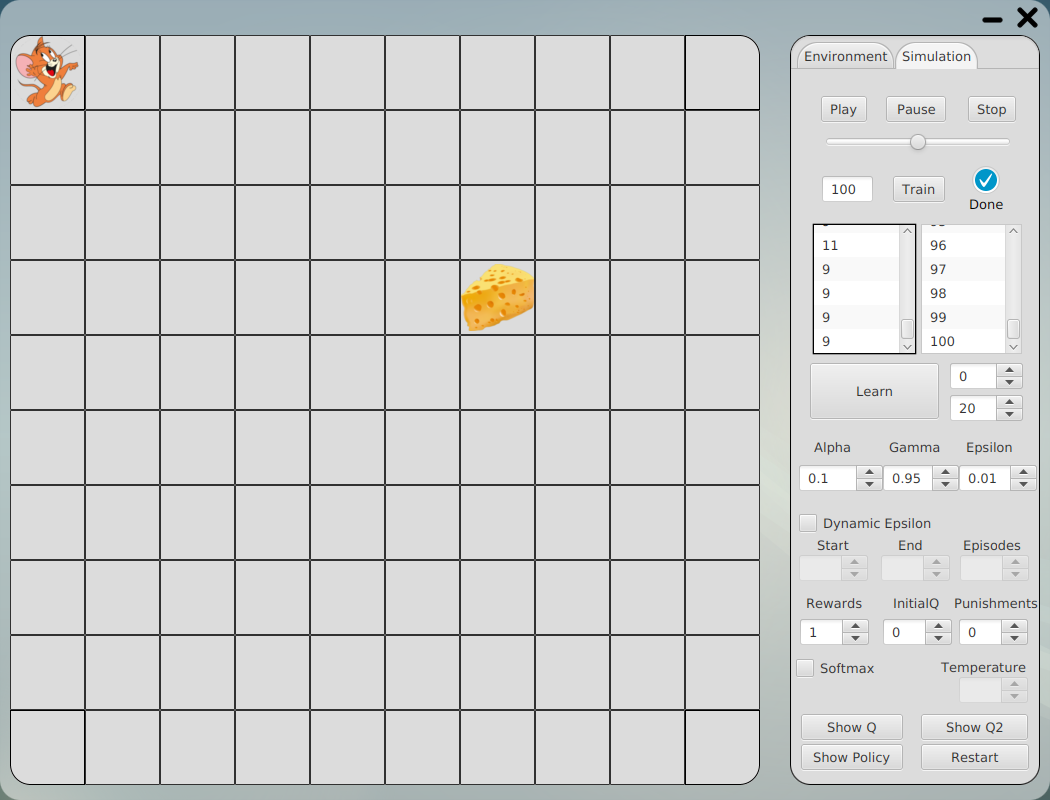 Environment Simulation
Play Pause Stop
100 Train
Done
11 96
9 97
9 98
9 99
9 100
Learn 0
20
Alpha Gamma Epsilon
0.1 0.95 0.01
Dynamic Epsilon
Start End Episodes
Rewards InitialQ Punishments
1 0 0
Softmax Temperature
Show Q Show Q2
Show Policy Restart